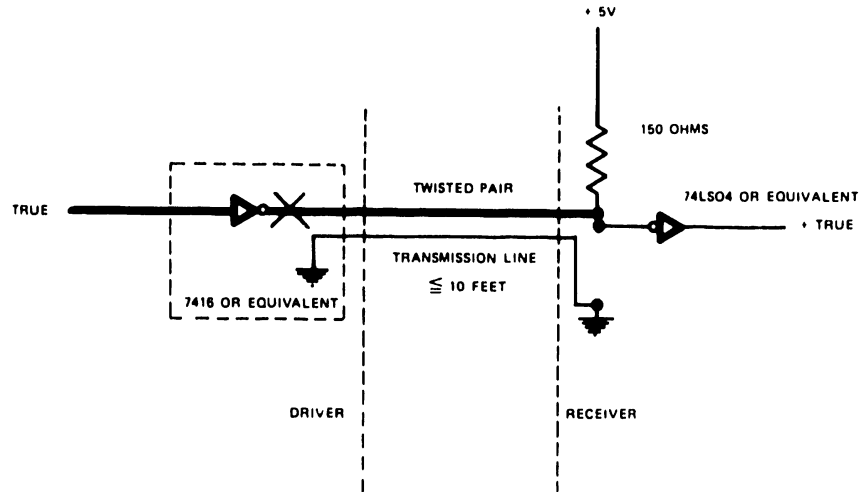 + 5V
150 OHMS
TWISTED PAIR
74LS04 OR EQUIVALENT
TRUE
+ TRUE
TRANSMISSION LINE
≦ 10 FEET
7416 OR EQUIVALENT
DRIVER
RECEIVER